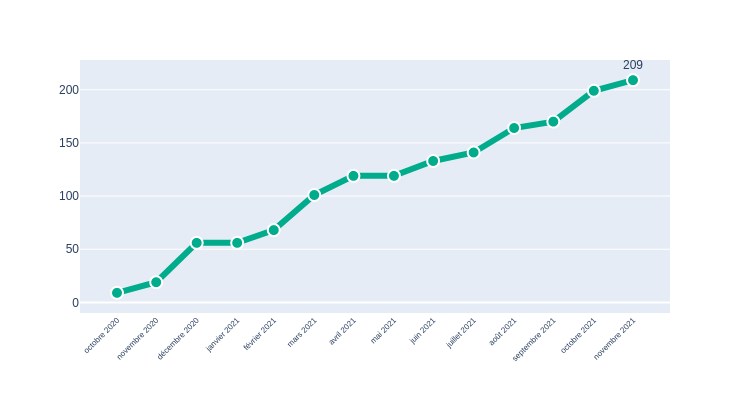 209
200
150
100
50
0
octobre 2020
novembre 2020
décembre 2020
janvier 2021
février 2021
mars 2021
avril 2021
mai 2021
juin 2021
juillet 2021
août 2021
septembre 2021
octobre 2021
novembre 2021